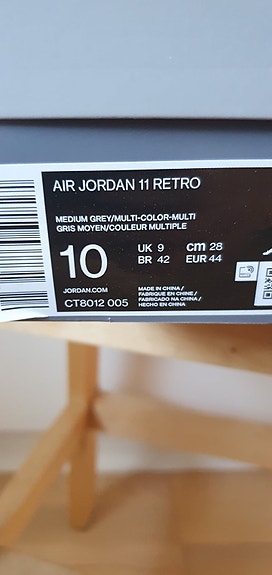 AIR JORDAN 11 RETRO
MEDIUM GREY/MULTI-COLOR-MULTI
GRIS MOYEN/COULEUR MULTIPLE
10 UK 9 cm 28
BR 42 EUR 44
JORDAN.COM
CT8012 005
MADE IN CHINA /
FABRIQUE EN CHINE /
FABRICADO NA CHINA /
HECHO EN CHINA